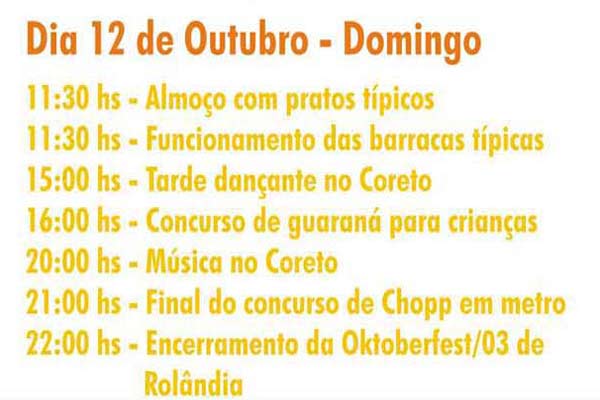 Dia 12 de Outubro - Domingo
11:30 hs - Almoço com pratos típicos
11:30 hs - Funcionamento das barracas típicas
15:00 hs - Tarde dançante no Coreto
16:00 hs - Concurso de guaraná para crianças
20:00 hs - Música no Coreto
21:00 hs - Final do concurso de Chopp em metro
22:00 hs - Encerramento da Oktoberfest/03 de
Rolândia